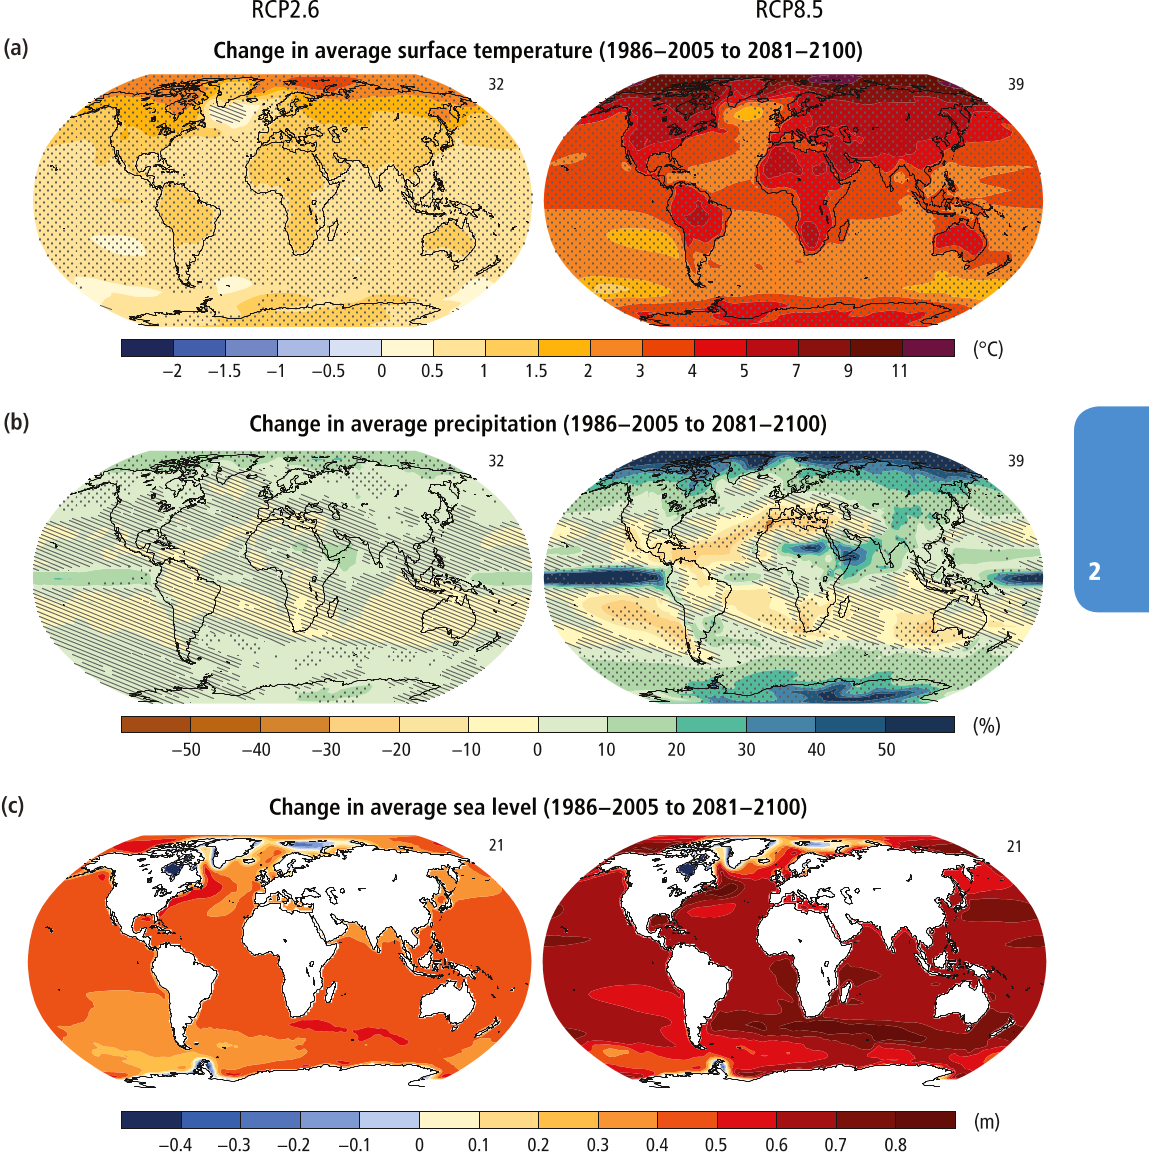 RCP2.6 RCP8.5
(a) Change in average surface temperature (1986−2005 to 2081−2100)
32 39
−2 −1.5 −1 −0.5 0 0.5 1 1.5 2 3 4 5 7 9 11 (°C)
(b) Change in average precipitation (1986−2005 to 2081−2100)
32 39
2
−50 −40 −30 −20 −10 0 10 20 30 40 50 (%)
(c) Change in average sea level (1986−2005 to 2081−2100)
21 21
−0.4 −0.3 −0.2 −0.1 0 0.1 0.2 0.3 0.4 0.5 0.6 0.7 0.8 (m)